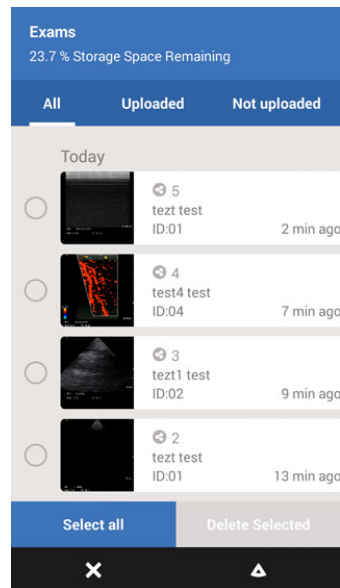 Exams
23.7 % Storage Space Remaining
All Uploaded Not uploaded
Today
5
tezt test
ID:01 2 min ago
4
test4 test
ID:04 7 min ago
3
tezt1 test
ID:02 9 min ago
2
tezt test
ID:01 13 min ago
Select all Delete Selected